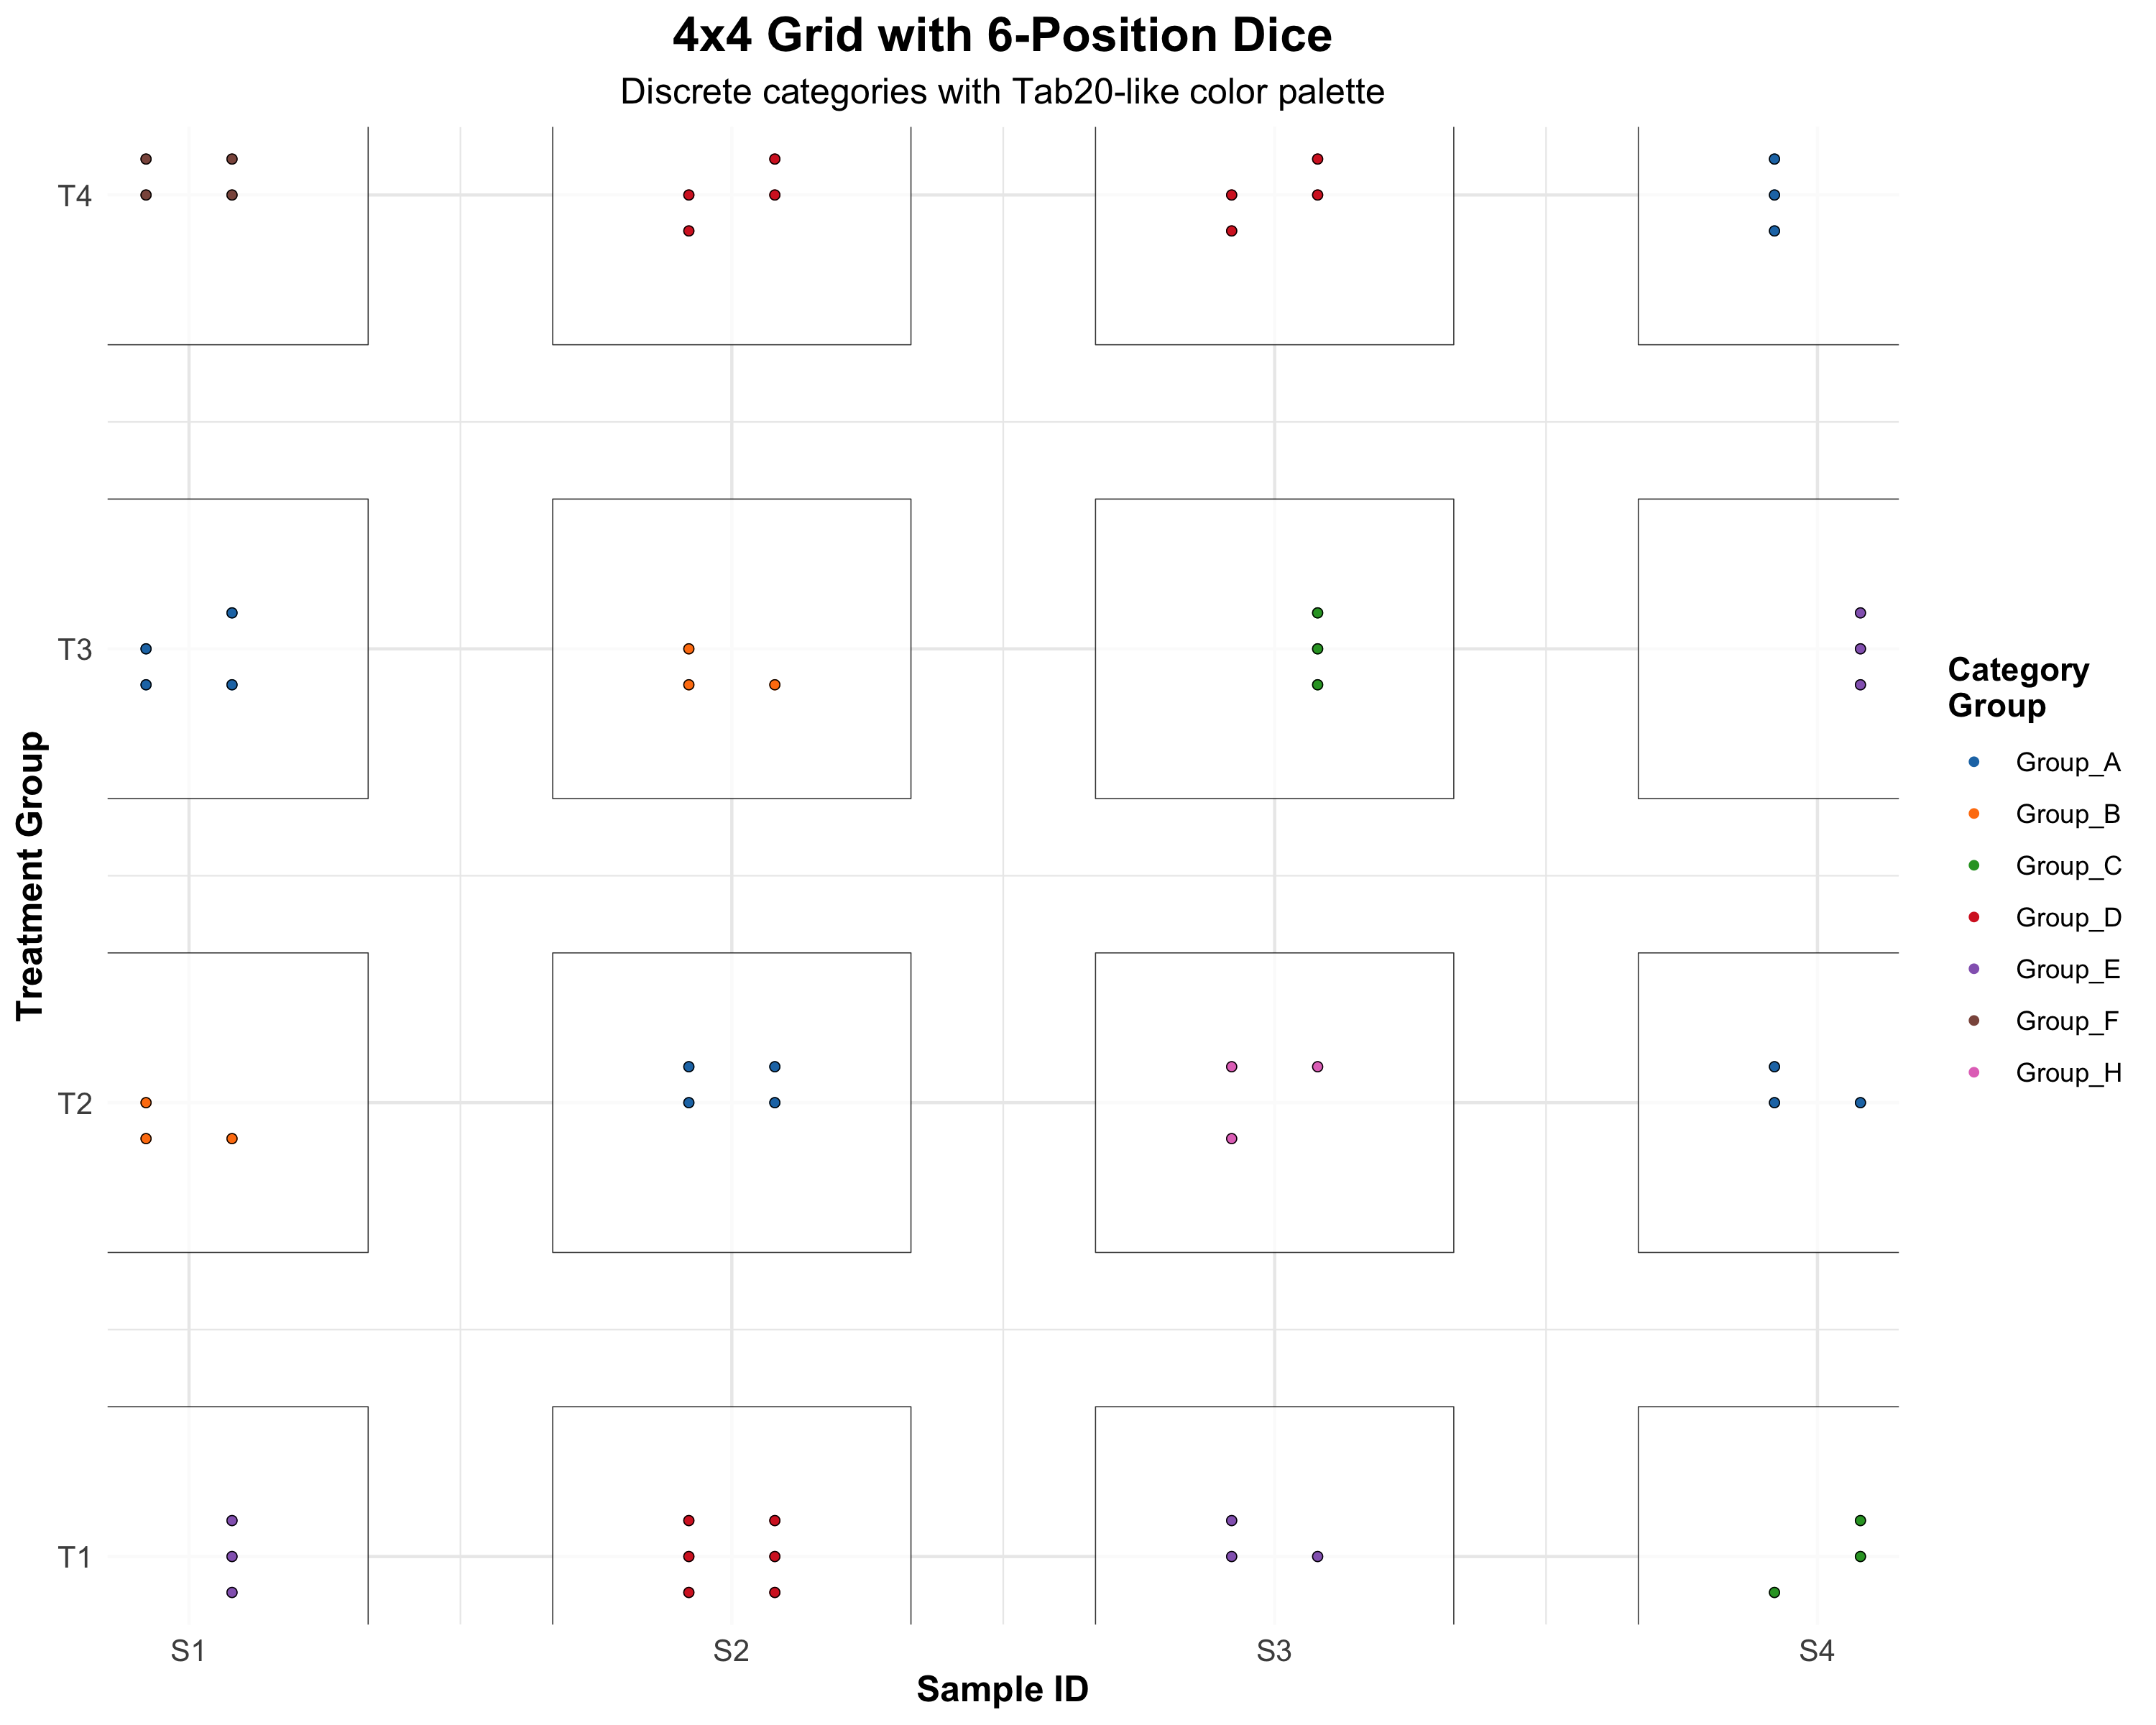 4x4 Grid with 6-Position Dice
Discrete categories with Tab20-like color palette
T4
T3
T2
T1
Treatment Group
S1
S2
S3
S4
Sample ID
Category
Group
Group_A
Group_B
Group_C
Group_D
Group_E
Group_F
Group_H